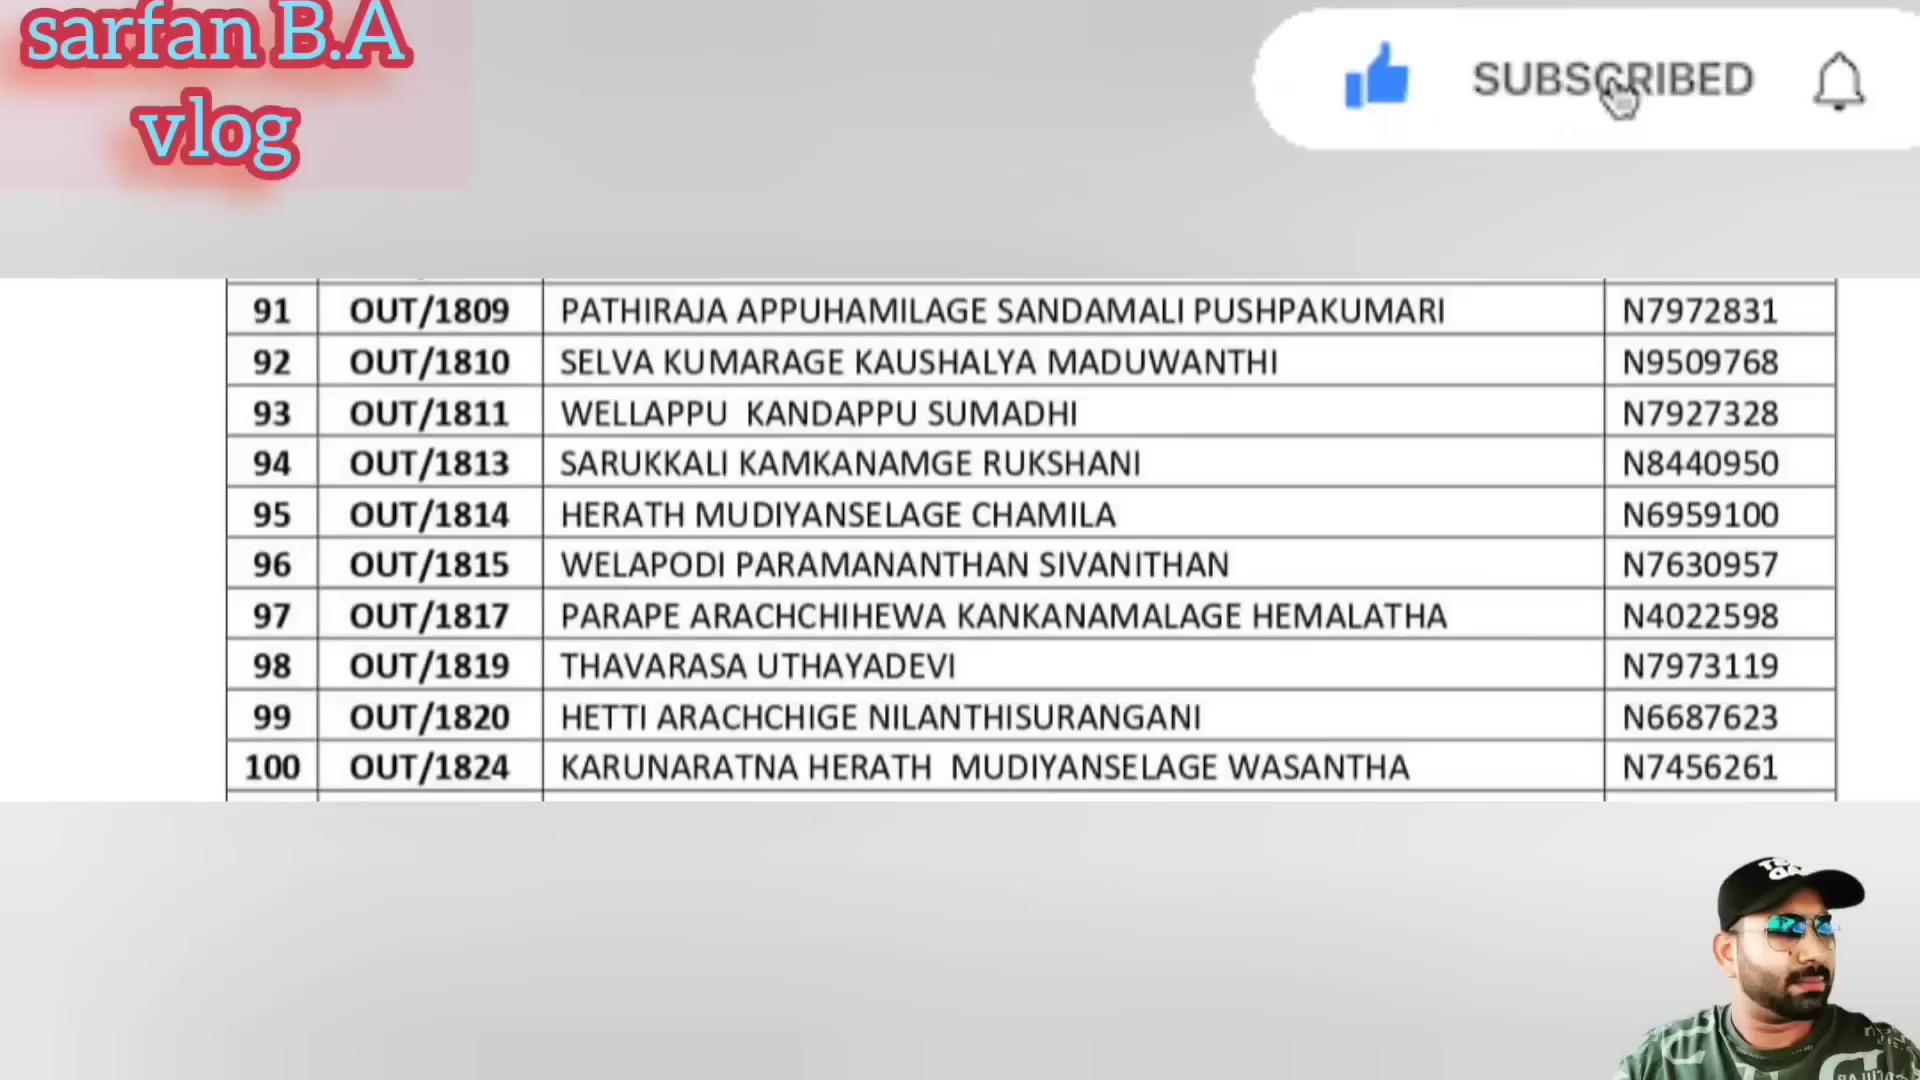 sarfan B.A
vlog
SUBSCRIBED
91 OUT/1809 PATHIRAJA APPUHAMILAGE SANDAMALI PUSHPAKUMARI N7972831
92 OUT/1810 SELVA KUMARAGE KAUSHALYA MADUWANTHI N9509768
93 OUT/1811 WELLAPPU  KANDAPPU SUMADHI N7927328
94 OUT/1813 SARUKKALI KAMKANAMGE RUKSHANI N8440950
95 OUT/1814 HERATH MUDIYANSELAGE CHAMILA N6959100
96 OUT/1815 WELAPODI PARAMANANTHAN SIVANITHAN N7630957
97 OUT/1817 PARAPE ARACHCHIHEWA KANKANAMALAGE HEMALATHA N4022598
98 OUT/1819 THAVARASA UTHAYADEVI N7973119
99 OUT/1820 HETTI ARACHCHIGE NILANTHISURANGANI N6687623
100 OUT/1824 KARUNARATNA HERATH  MUDIYANSELAGE WASANTHA N7456261